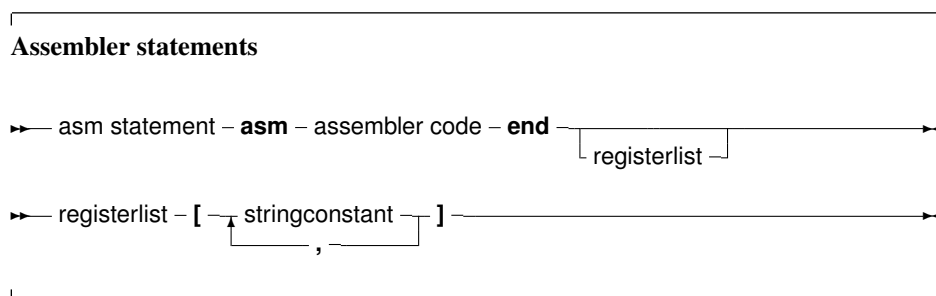 Assembler statements
asm statement – asm – assembler code – end
registerlist
registerlist – [ stringconstant ]
,